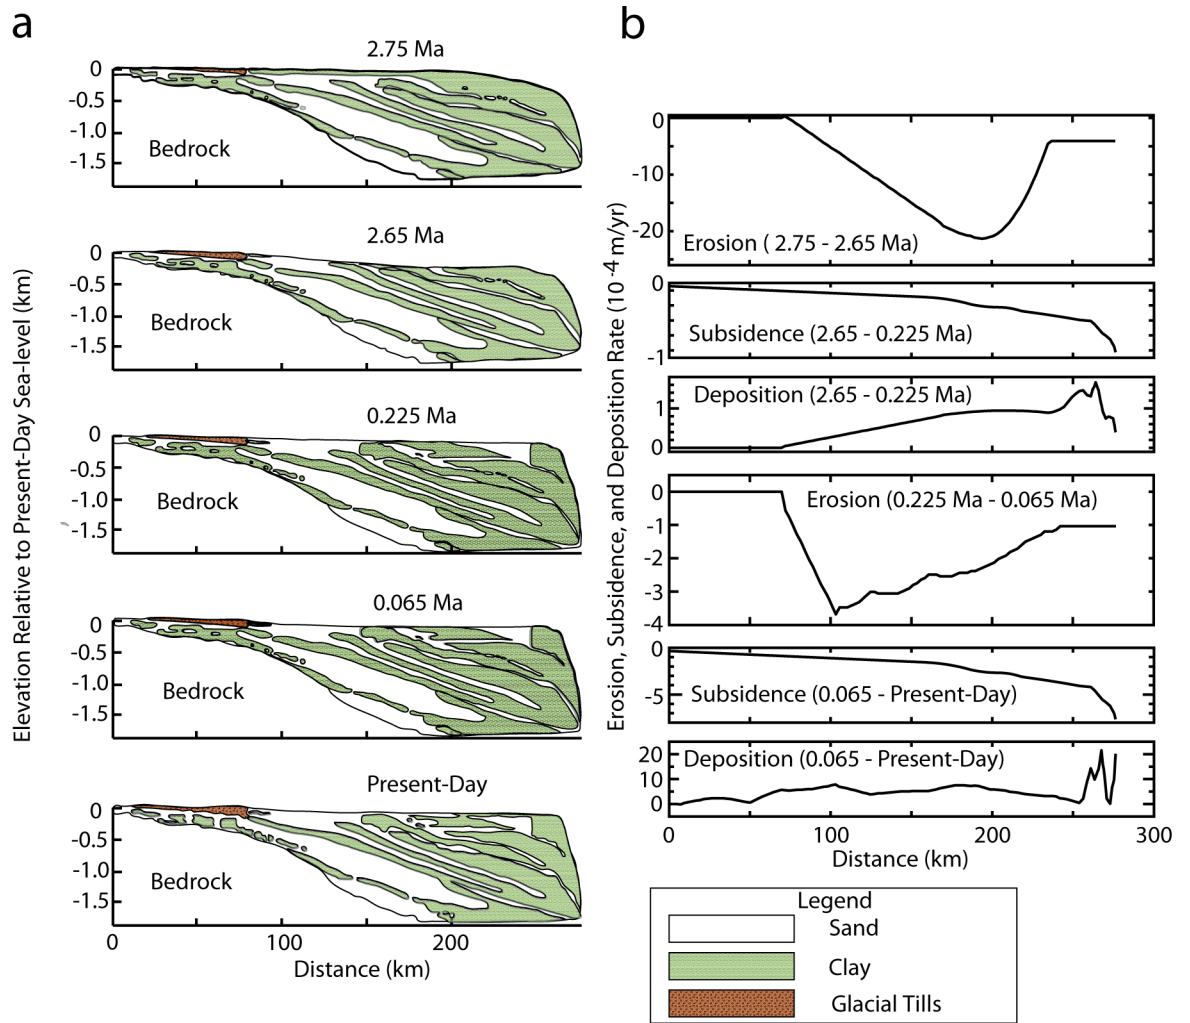 a
2.75 Ma
0
-0.5
-1.0
-1.5
Bedrock
2.65 Ma
0
-0.5
-1.0
-1.5
Bedrock
0.225 Ma
0
-0.5
-1.0
-1.5
Bedrock
0.065 Ma
0
-0.5
-1.0
-1.5
Bedrock
Present-Day
0
-0.5
-1.0
-1.5
Bedrock
0 100 200
Distance (km)
Elevation Relative to Present-Day Sea-level (km)
b
Erosion, Subsidence, and Deposition Rate (10 -4 m/yr)
0
-10
-20
Erosion ( 2.75 - 2.65 Ma)
0
-1
Subsidence (2.65 - 0.225 Ma)
Deposition (2.65 - 0.225 Ma)
1
0
Erosion (0.225 Ma - 0.065 Ma)
0
-1
-2
-3
-4
0
-5
Subsidence (0.065 - Present-Day)
Deposition (0.065 - Present-Day)
20
10
0
0 100 200 300
Distance (km)
Legend
Sand
Clay
Glacial Tills